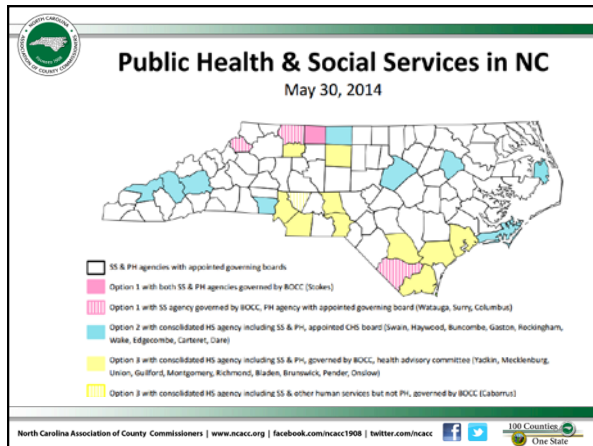 NORTH CAROLINA
ASSOCIATION OF COUNTY COMMISSIONERS
Public Health & Social Services in NC
May 30, 2014
SS & PH agencies with appointed governing boards
Option 1 with both SS & PH agencies governed by BOCC (Stokes)
Option 1 with SS agency governed by BOCC, PH agency with appointed governing board (Watauga, Surry, Columbus)
Option 2 with consolidated HS agency including SS & PH, appointed CHS board (Swain, Haywood, Buncombe, Gaston, Rockingham,
Wake, Edgecombe, Carteret, Dare)
Option 3 with consolidated HS agency including SS & PH, governed by BOCC, health advisory committee (Yadkin, Mecklenburg,
Union, Guilford, Montgomery, Richmond, Bladen, Brunswick, Pender, Onslow)
Option 3 with consolidated HS agency including SS & other human services but not PH, governed by BOCC (Cabarrus)
North Carolina Association of County Commissioners | www.ncacc.org | facebook.com/ncacc1908 | twitter.com/ncacc
100 Counties
One State